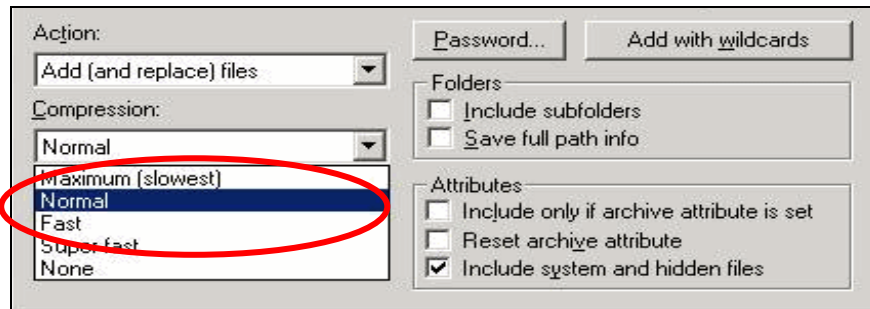 Action:
Add (and replace) files
Compression:
Normal
Maximum (slowest)
Normal
Fast
Super fast
None
Password...
Add with wildcards
Folders
Include subfolders
Save full path info
Attributes
Include only if archive attribute is set
Reset archive attribute
Include system and hidden files